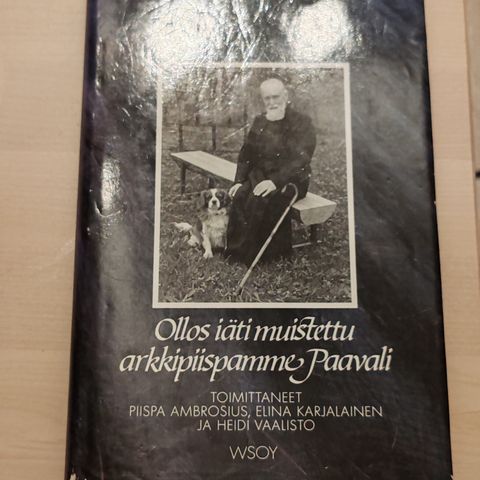 Ollos iäti muistettu
arkkipiispamme Paavali
TOIMITTANEET
PIISPA AMBROSIUS, ELINA KARJALAINEN
JA HEIDI VAALISTO
WSOY